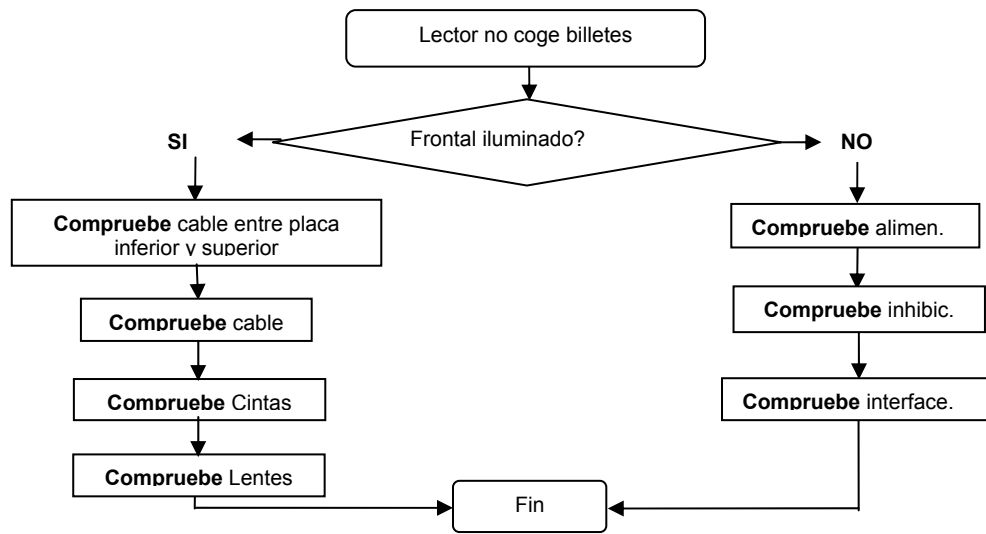 Lector no coge billetes
Frontal iluminado?
SI
NO
Compruebe cable entre placa
inferior y superior
Compruebe alimen.
Compruebe cable
Compruebe inhibic.
Compruebe Cintas
Compruebe interface.
Compruebe Lentes
Fin